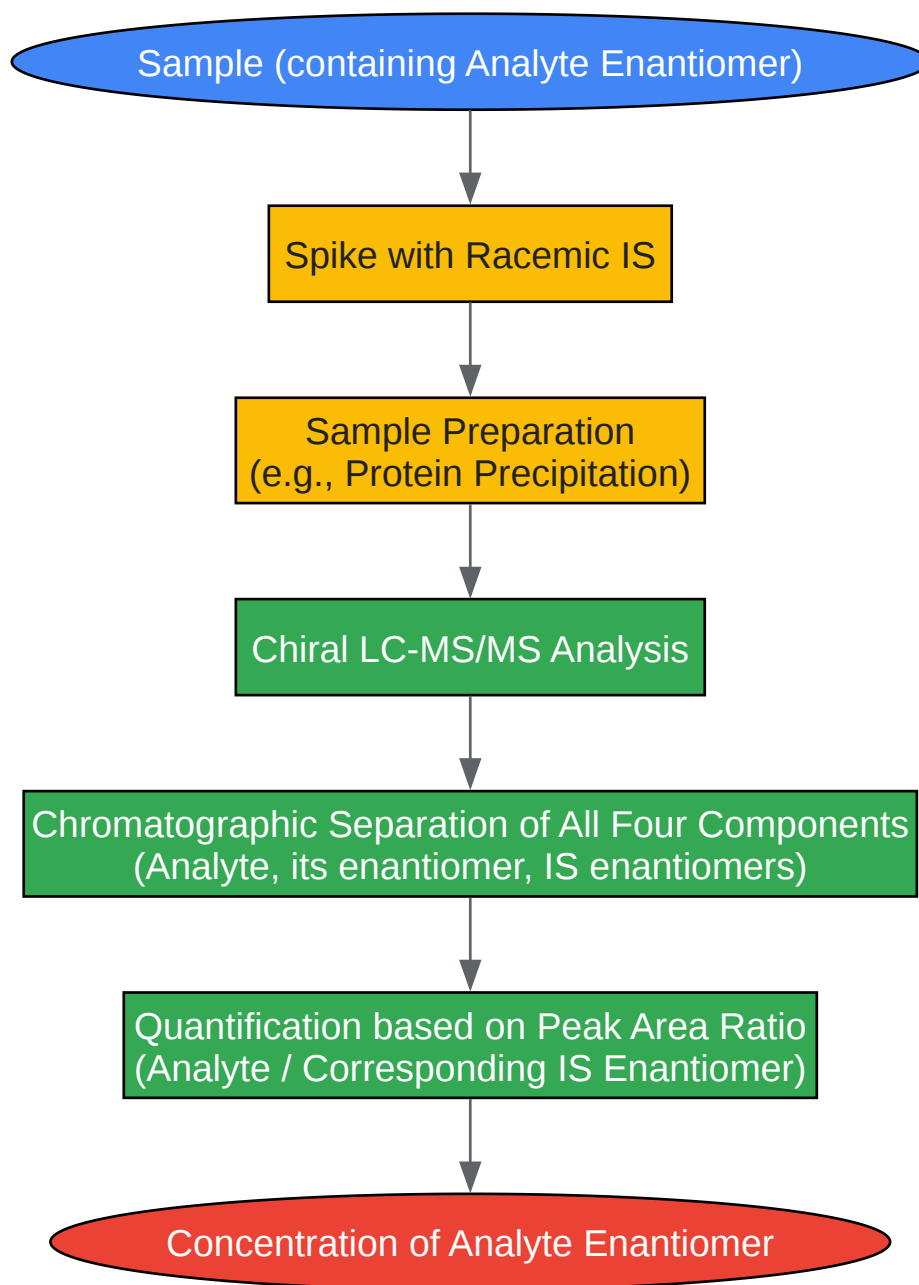 Sample (containing Analyte Enantiomer)
Spike with Racemic IS
Sample Preparation
(e.g., Protein Precipitation)
Chiral LC-MS/MS Analysis
Chromatographic Separation of All Four Components
(Analyte, its enantiomer, IS enantiomers)
Quantification based on Peak Area Ratio
(Analyte / Corresponding IS Enantiomer)
Concentration of Analyte Enantiomer